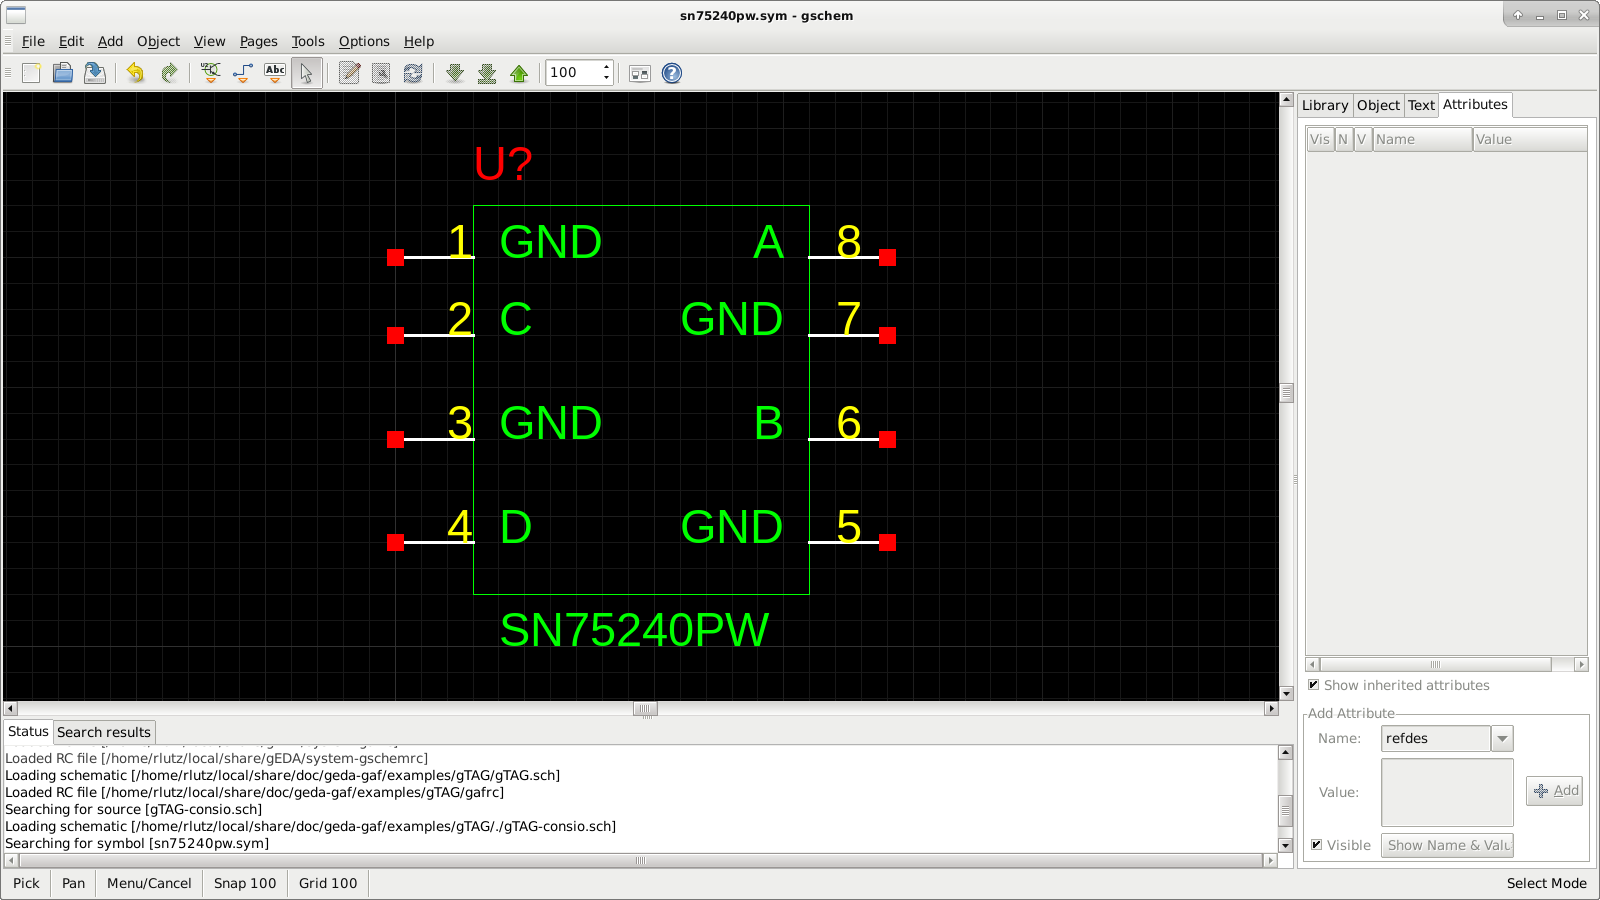 sn75240pw.sym - gschem
File Edit Add Object View Pages Tools Options Help
Abc 100
Library Object Text Attributes
Vis N V Name Value
U?
1 GND A 8
2 C GND 7
3 GND B 6
4 D GND 5
SN75240PW
Show inherited attributes
Add Attribute
Name: refdes
Value:
Add
Visible Show Name & Valu
Status Search results
Loaded RC file [/home/rlutz/local/share/gEDA/system-gschemrc]
Loading schematic [/home/rlutz/local/share/doc/geda-gaf/examples/gTAG/gTAG.sch]
Loaded RC file [/home/rlutz/local/share/doc/geda-gaf/examples/gTAG/gafrc]
Searching for source [gTAG-consio.sch]
Loading schematic [/home/rlutz/local/share/doc/geda-gaf/examples/gTAG/./gTAG-consio.sch]
Searching for symbol [sn75240pw.sym]
Pick Pan Menu/Cancel Snap 100 Grid 100 Select Mode